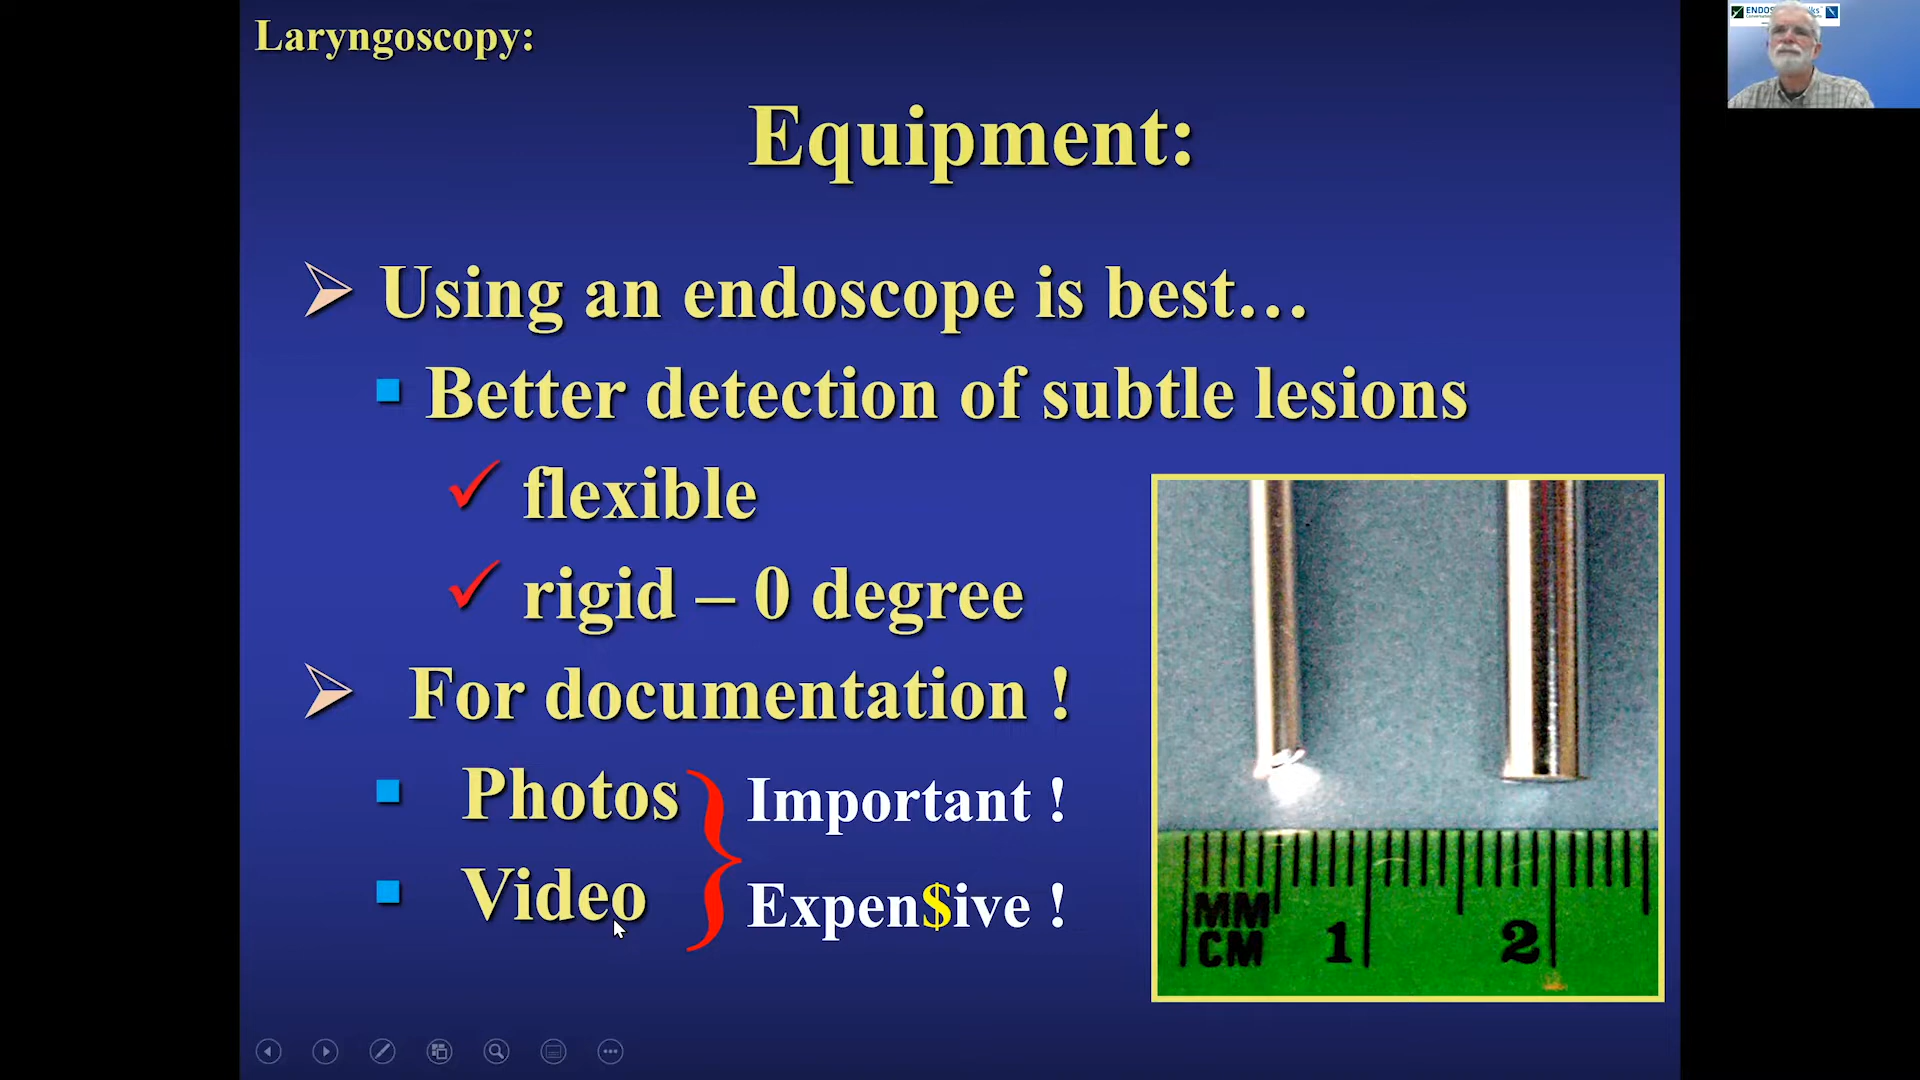 Laryngoscopy:
Equipment:
Using an endoscope is best…
Better detection of subtle lesions
flexible
rigid – 0 degree
For documentation !
Photos
Important !
Video
Expen$ive !
MM
CM 1 2